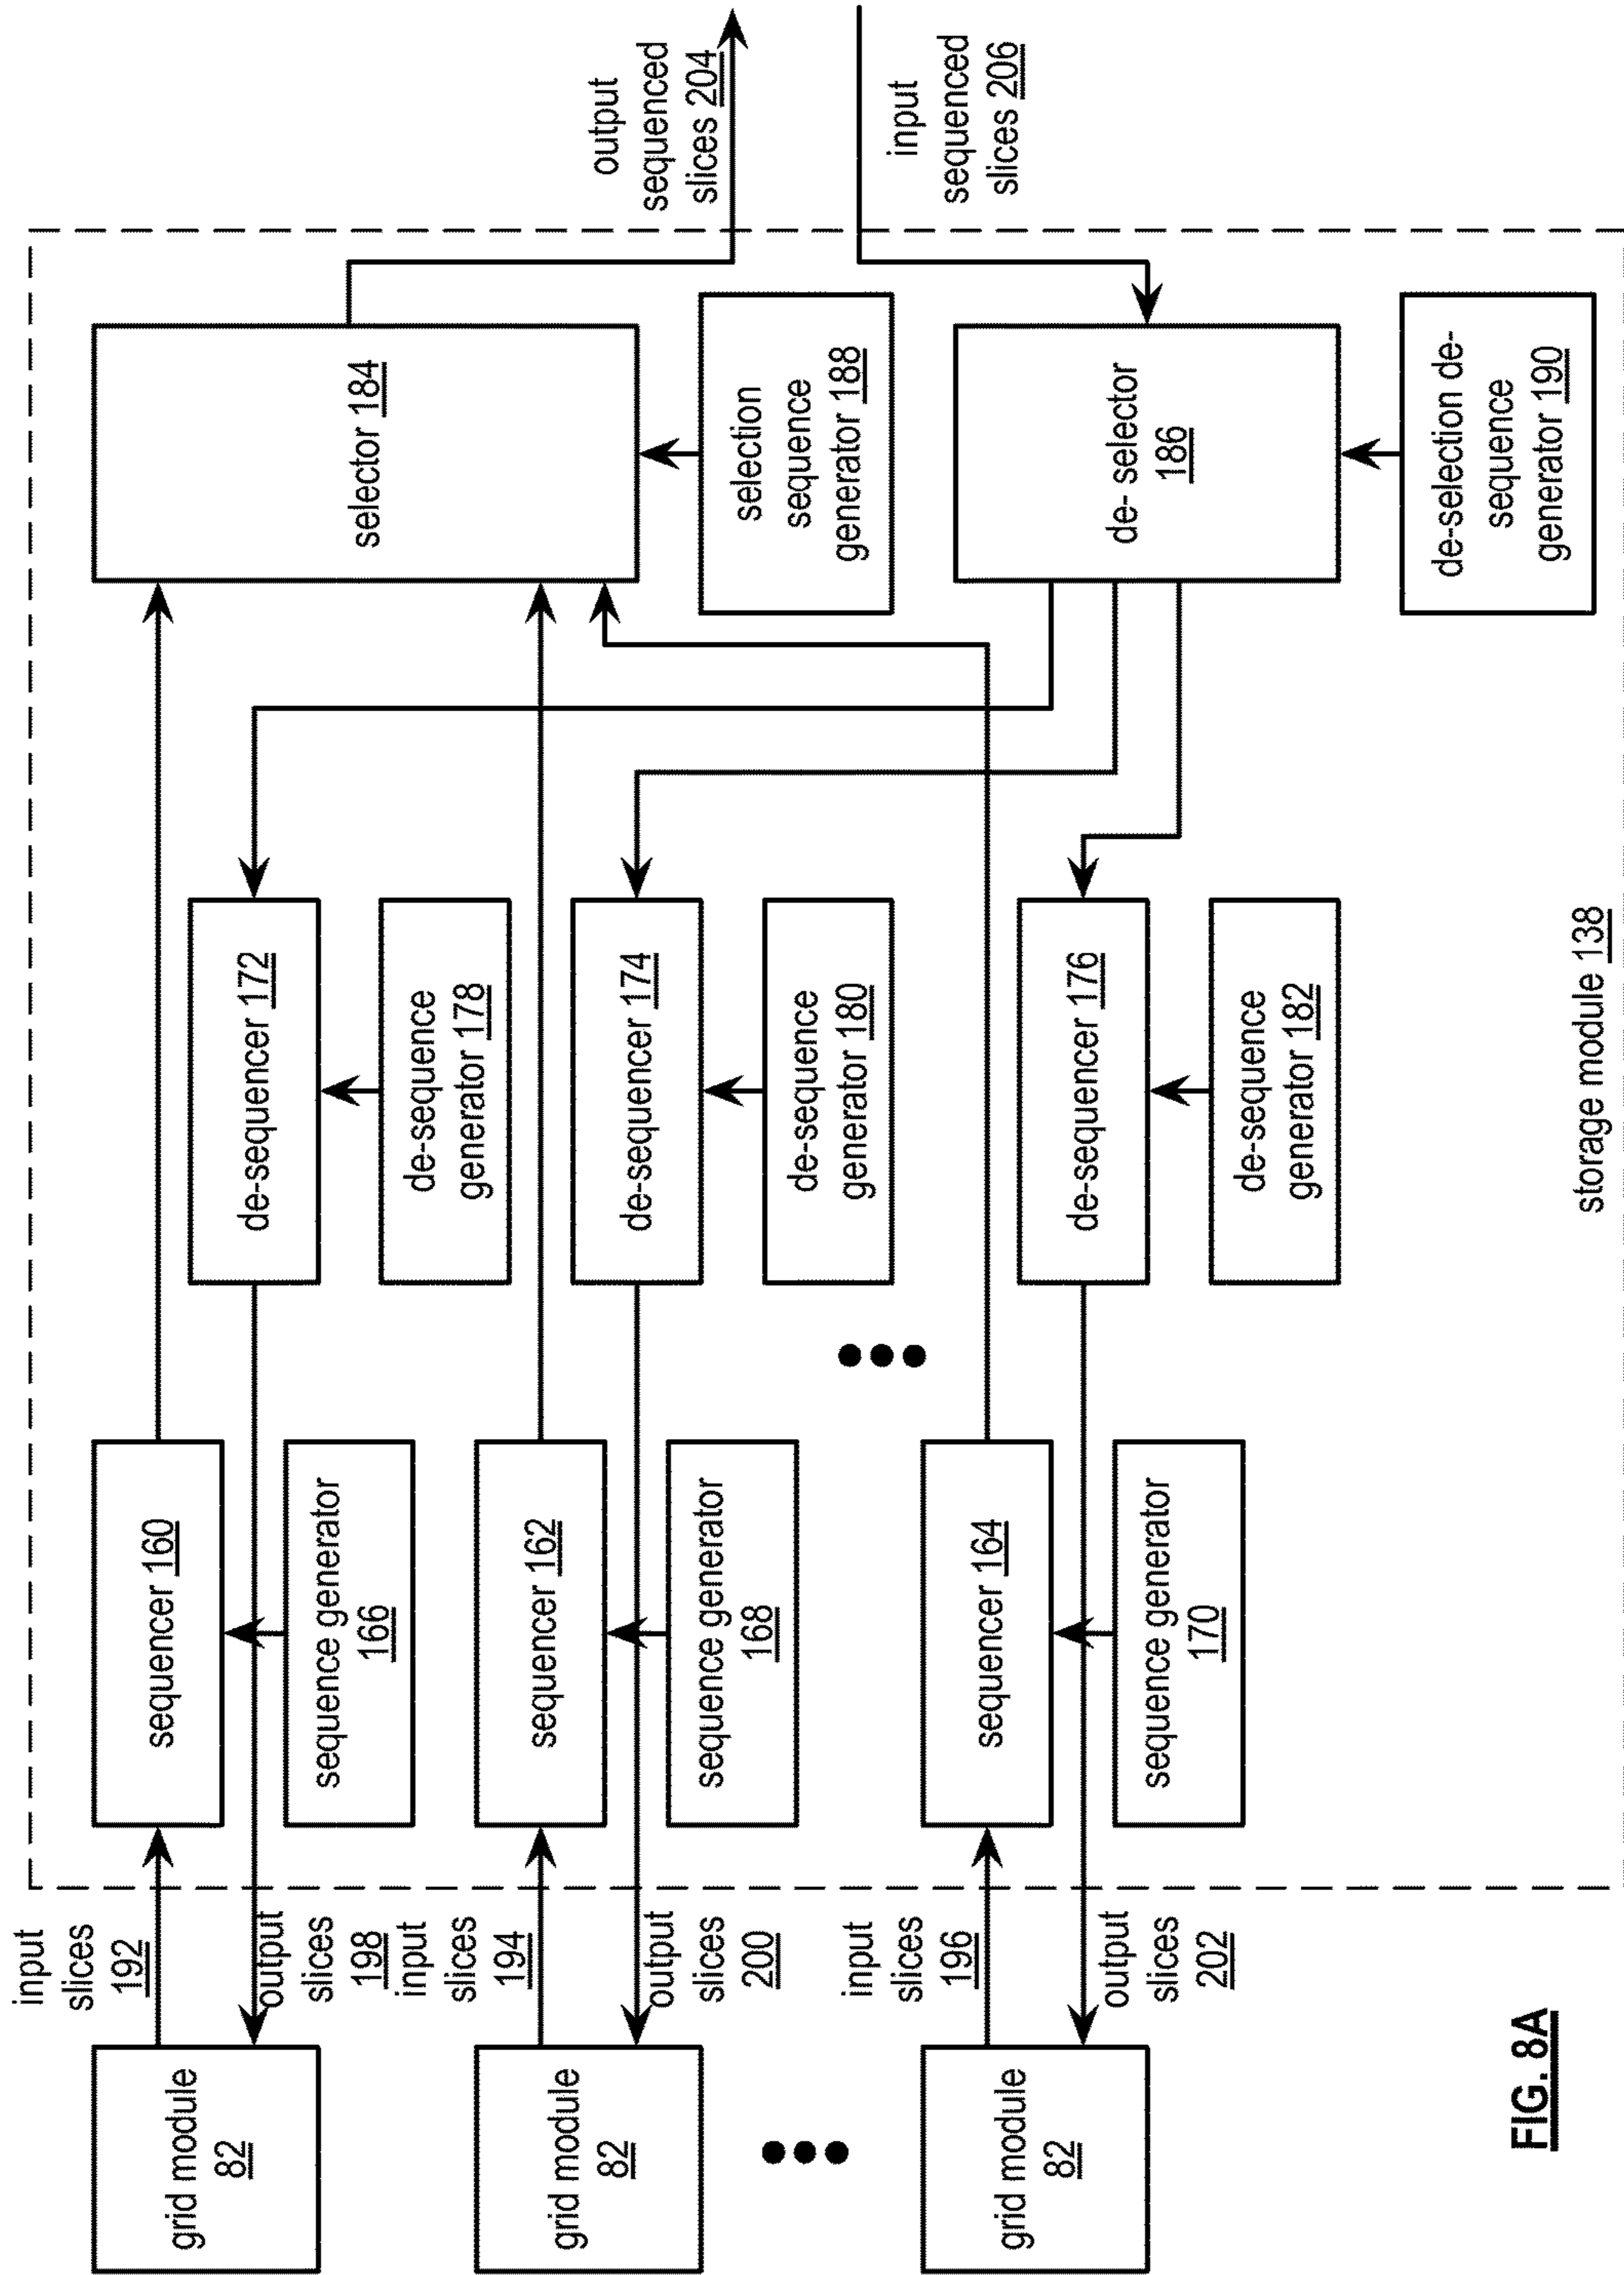 input
slices
192
sequencer 160
selector 184
output
sequenced
slices 204
grid module
82
output
slices
198
sequence generator
166
de-sequencer 172
de-sequence
generator 178
selection
sequence
generator 188
input
slices
194
sequencer 162
grid module
82
output
slices
200
sequence generator
168
de-sequencer 174
de-sequence
generator 180
input
sequenced
slices 206
input
slices
196
sequencer 164
grid module
82
output
slices
202
sequence generator
170
de-sequencer 176
de-sequence
generator 182
de- selector
186
de-selection de-
sequence
generator 190
storage module 138
FIG. 8A